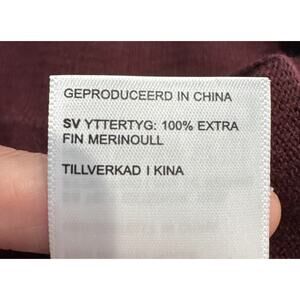 GEPRODUCEERD IN CHINA
SV YTTERTYG: 100% EXTRA
FIN MERINOULL
TILLVERKAD I KINA